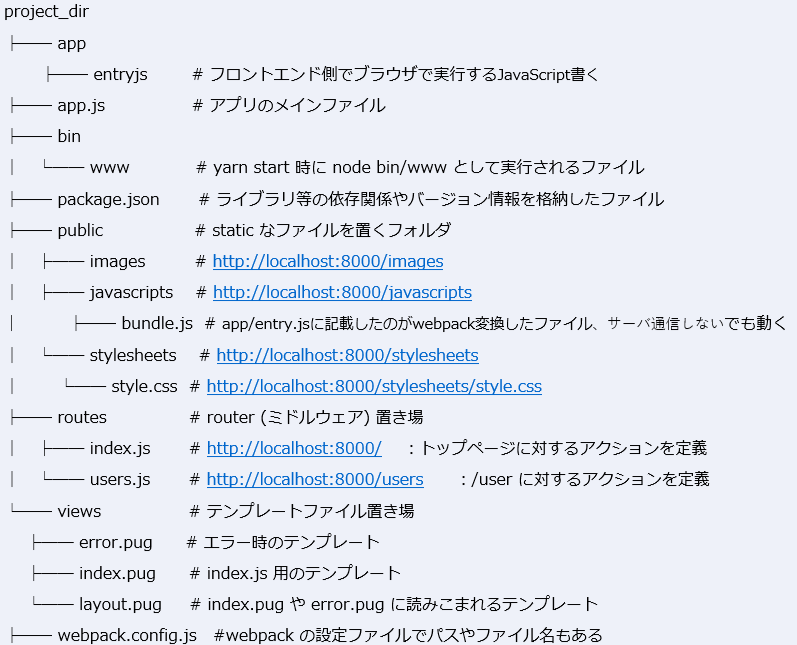 project_dir
├── app
    ├── entryjs # フロントエンド側でブラウザで実行するJavaScript書く
├── app.js # アプリのメインファイル
├── bin
│   └── www # yarn start 時に node bin/www として実行されるファイル
├── package.json # ライブラリ等の依存関係やバージョン情報を格納したファイル
├── public # static なファイルを置くフォルダ
│   ├── images # http://localhost:8000/images
│   ├── javascripts # http://localhost:8000/javascripts
│       ├── bundle.js # app/entry.jsに記載したのがwebpack変換したファイル、サーバ通信しないでも動く
│   └── stylesheets # http://localhost:8000/stylesheets
│       └── style.css # http://localhost:8000/stylesheets/style.css
├── routes # router (ミドルウェア) 置き場
│   ├── index.js # http://localhost:8000/ : トップページに対するアクションを定義
│   └── users.js # http://localhost:8000/users : /user に対するアクションを定義
└── views # テンプレートファイル置き場
    ├── error.pug # エラー時のテンプレート
    ├── index.pug # index.js 用のテンプレート
    └── layout.pug # index.pug や error.pug に読みこまれるテンプレート
├── webpack.config.js #webpack の設定ファイルでパスやファイル名もある